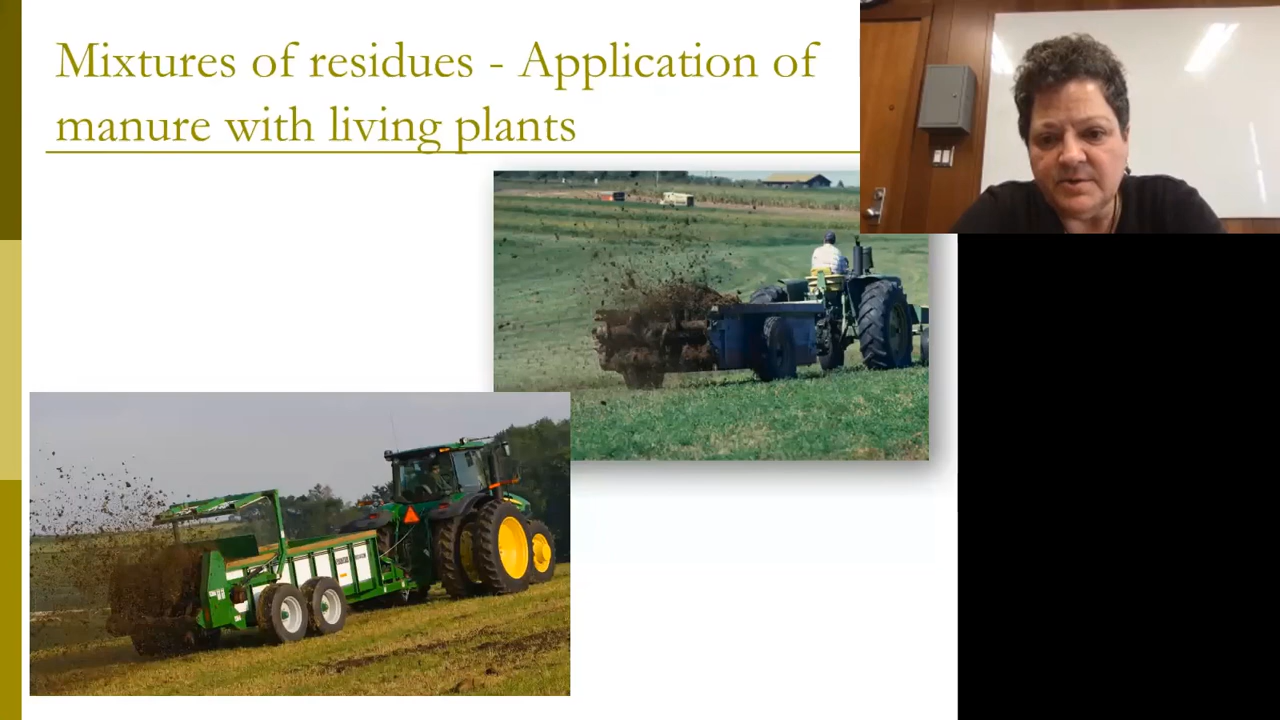 Mixtures of residues - Application of
manure with living plants